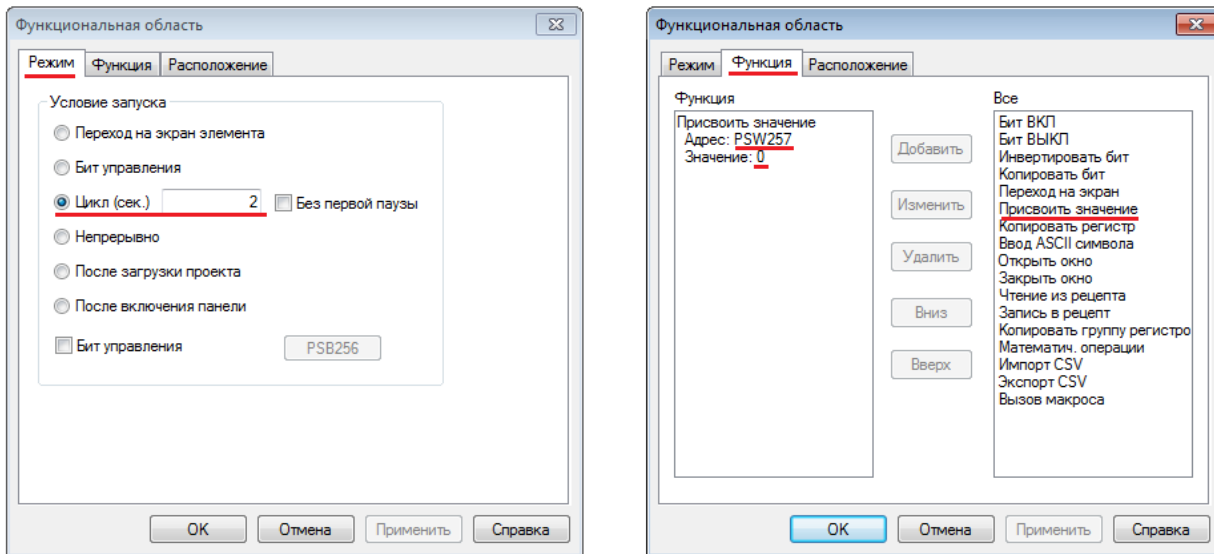 Функциональная область
Режим Функция Расположение
Условие запуска
Переход на экран элемента
Бит управления
Цикл (сек.) 2 Без первой паузы
Непрерывно
После загрузки проекта
После включения панели
Бит управления PSB256
OK Отмена Применить Справка
Функциональная область
Режим Функция Расположение
Функция
Присвоить значение
Адрес: PSW257
Значение: 0
Добавить
Изменить
Удалить
Вниз
Вверх
Все
Бит ВКЛ
Бит ВЫКЛ
Инвертировать бит
Копировать бит
Переход на экран
Присвоить значение
Копировать регистр
Ввод ASCII символа
Открыть окно
Закрыть окно
Чтение из рецепта
Запись в рецепт
Копировать группу регистро
Математич. операции
Импорт CSV
Экспорт CSV
Вызов макроса
OK Отмена Применить Справка